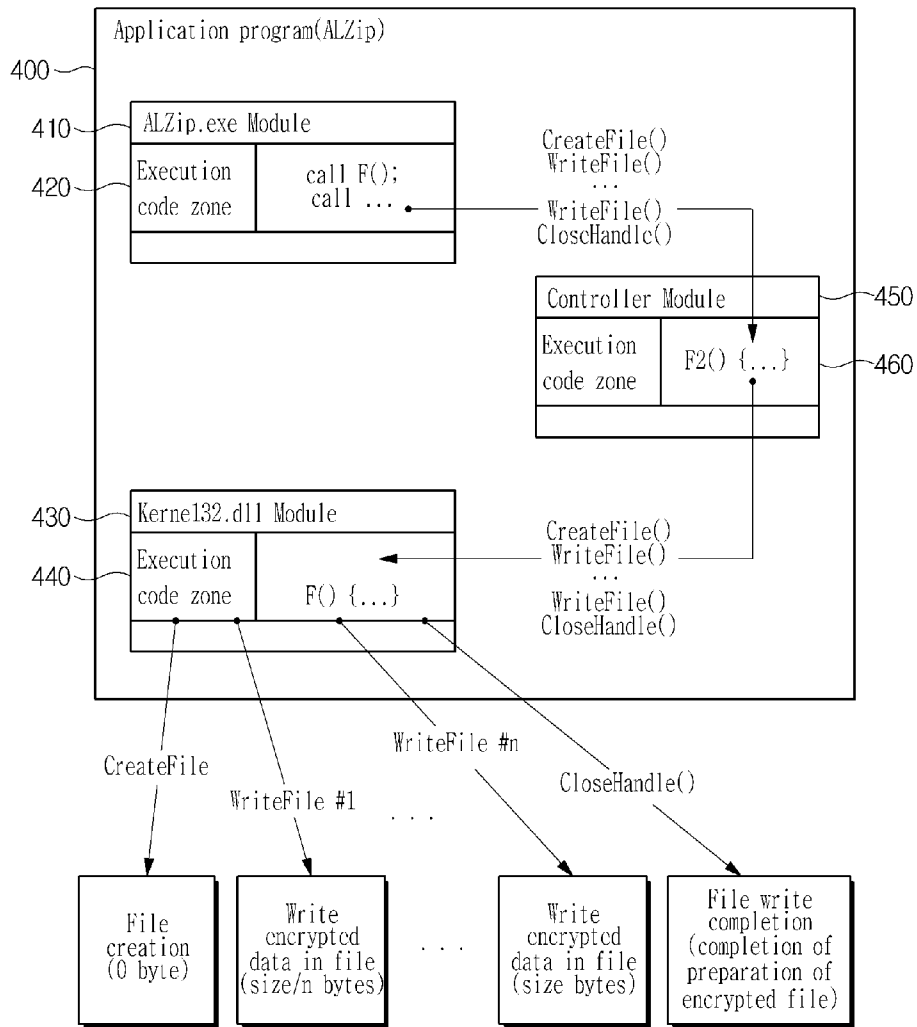 Application program(ALZip)
400
410
ALZip.exe Module
420
Execution
code zone
call F();
call ...
CreateFile()
WriteFile()
...
WriteFile()
CloseHandle()
Controller Module
450
Execution
code zone
F2() {...}
460
430
Kernel32.dll Module
440
Execution
code zone
F() {...}
CreateFile()
WriteFile()
...
WriteFile()
CloseHandle()
CreateFile
WriteFile #1
...
WriteFile #n
CloseHandle()
File
creation
(0 byte)
Write
encrypted
data in file
(size/n bytes)
...
Write
encrypted
data in file
(size bytes)
File write
completion
(completion of
preparation of
encrypted file)